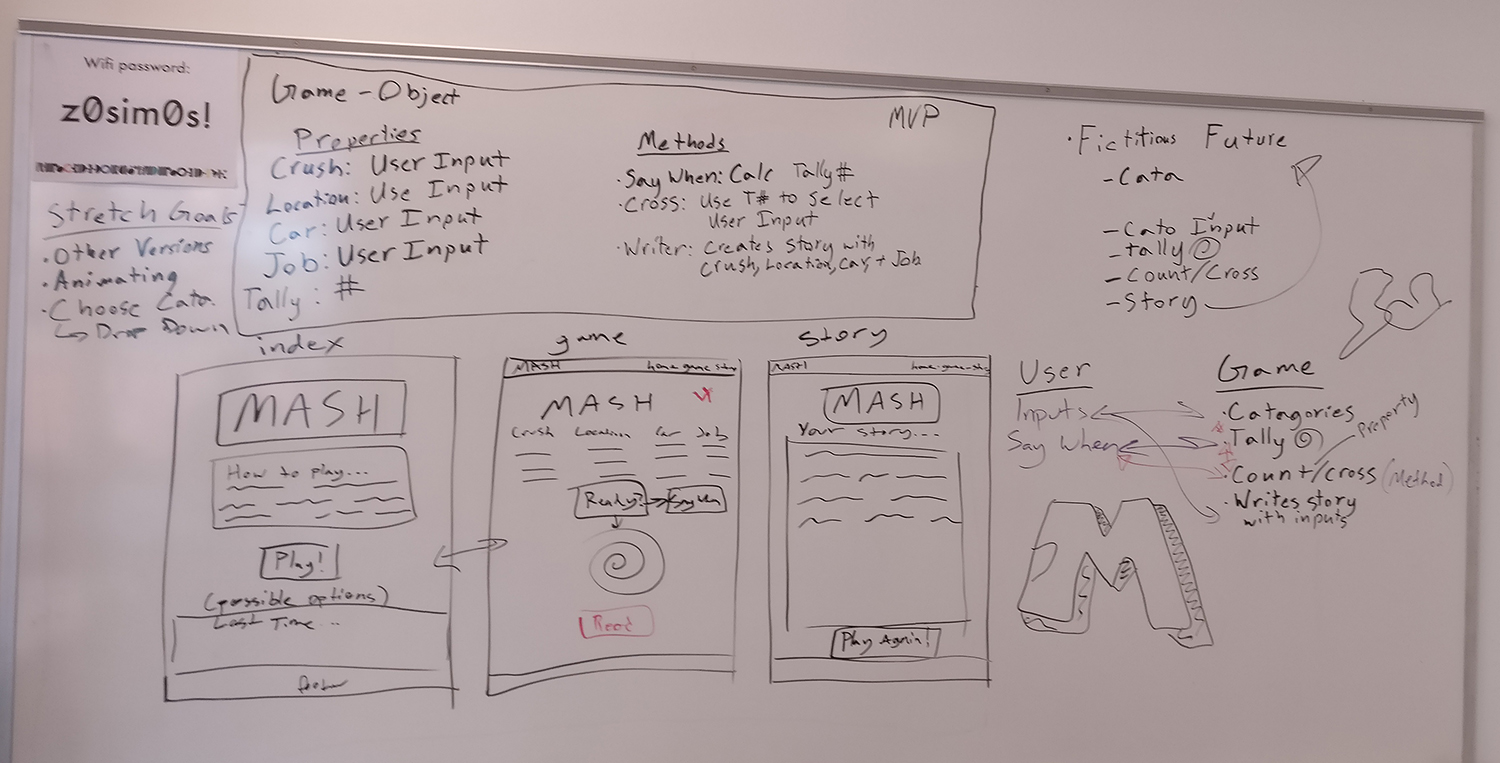 Wifi password:
zØsimØs!
Stretch Goals
• Other Versions
• Animating
• Choose Cata.
↳ Drop Down
Game - Object
MVP
Properties
Crush: User Input
Location: Use Input
Car: User Input
Job: User Input
Tally: #
Methods
• Say When: Calc Tally #
• Cross: Use T# to Select
User Input
• Writer: Creates Story with
Crush, Location, Car, + Job
• Fictitious Future
- Cata
- Cato Input
- tally
- Count/Cross
- Story
index
MASH
How to play...
Play!
(possible options)
Last Time...
footer
game
MASH
home game story
MASH
Crush Location Car Job
Ready? Say When
Read
story
MASH
home game story
MASH
Your story...
Play Again!
User
Inputs
Say When
Game
• Catagories
• Tally
Property
• Count/Cross (Method)
• Writes story
with inputs
M